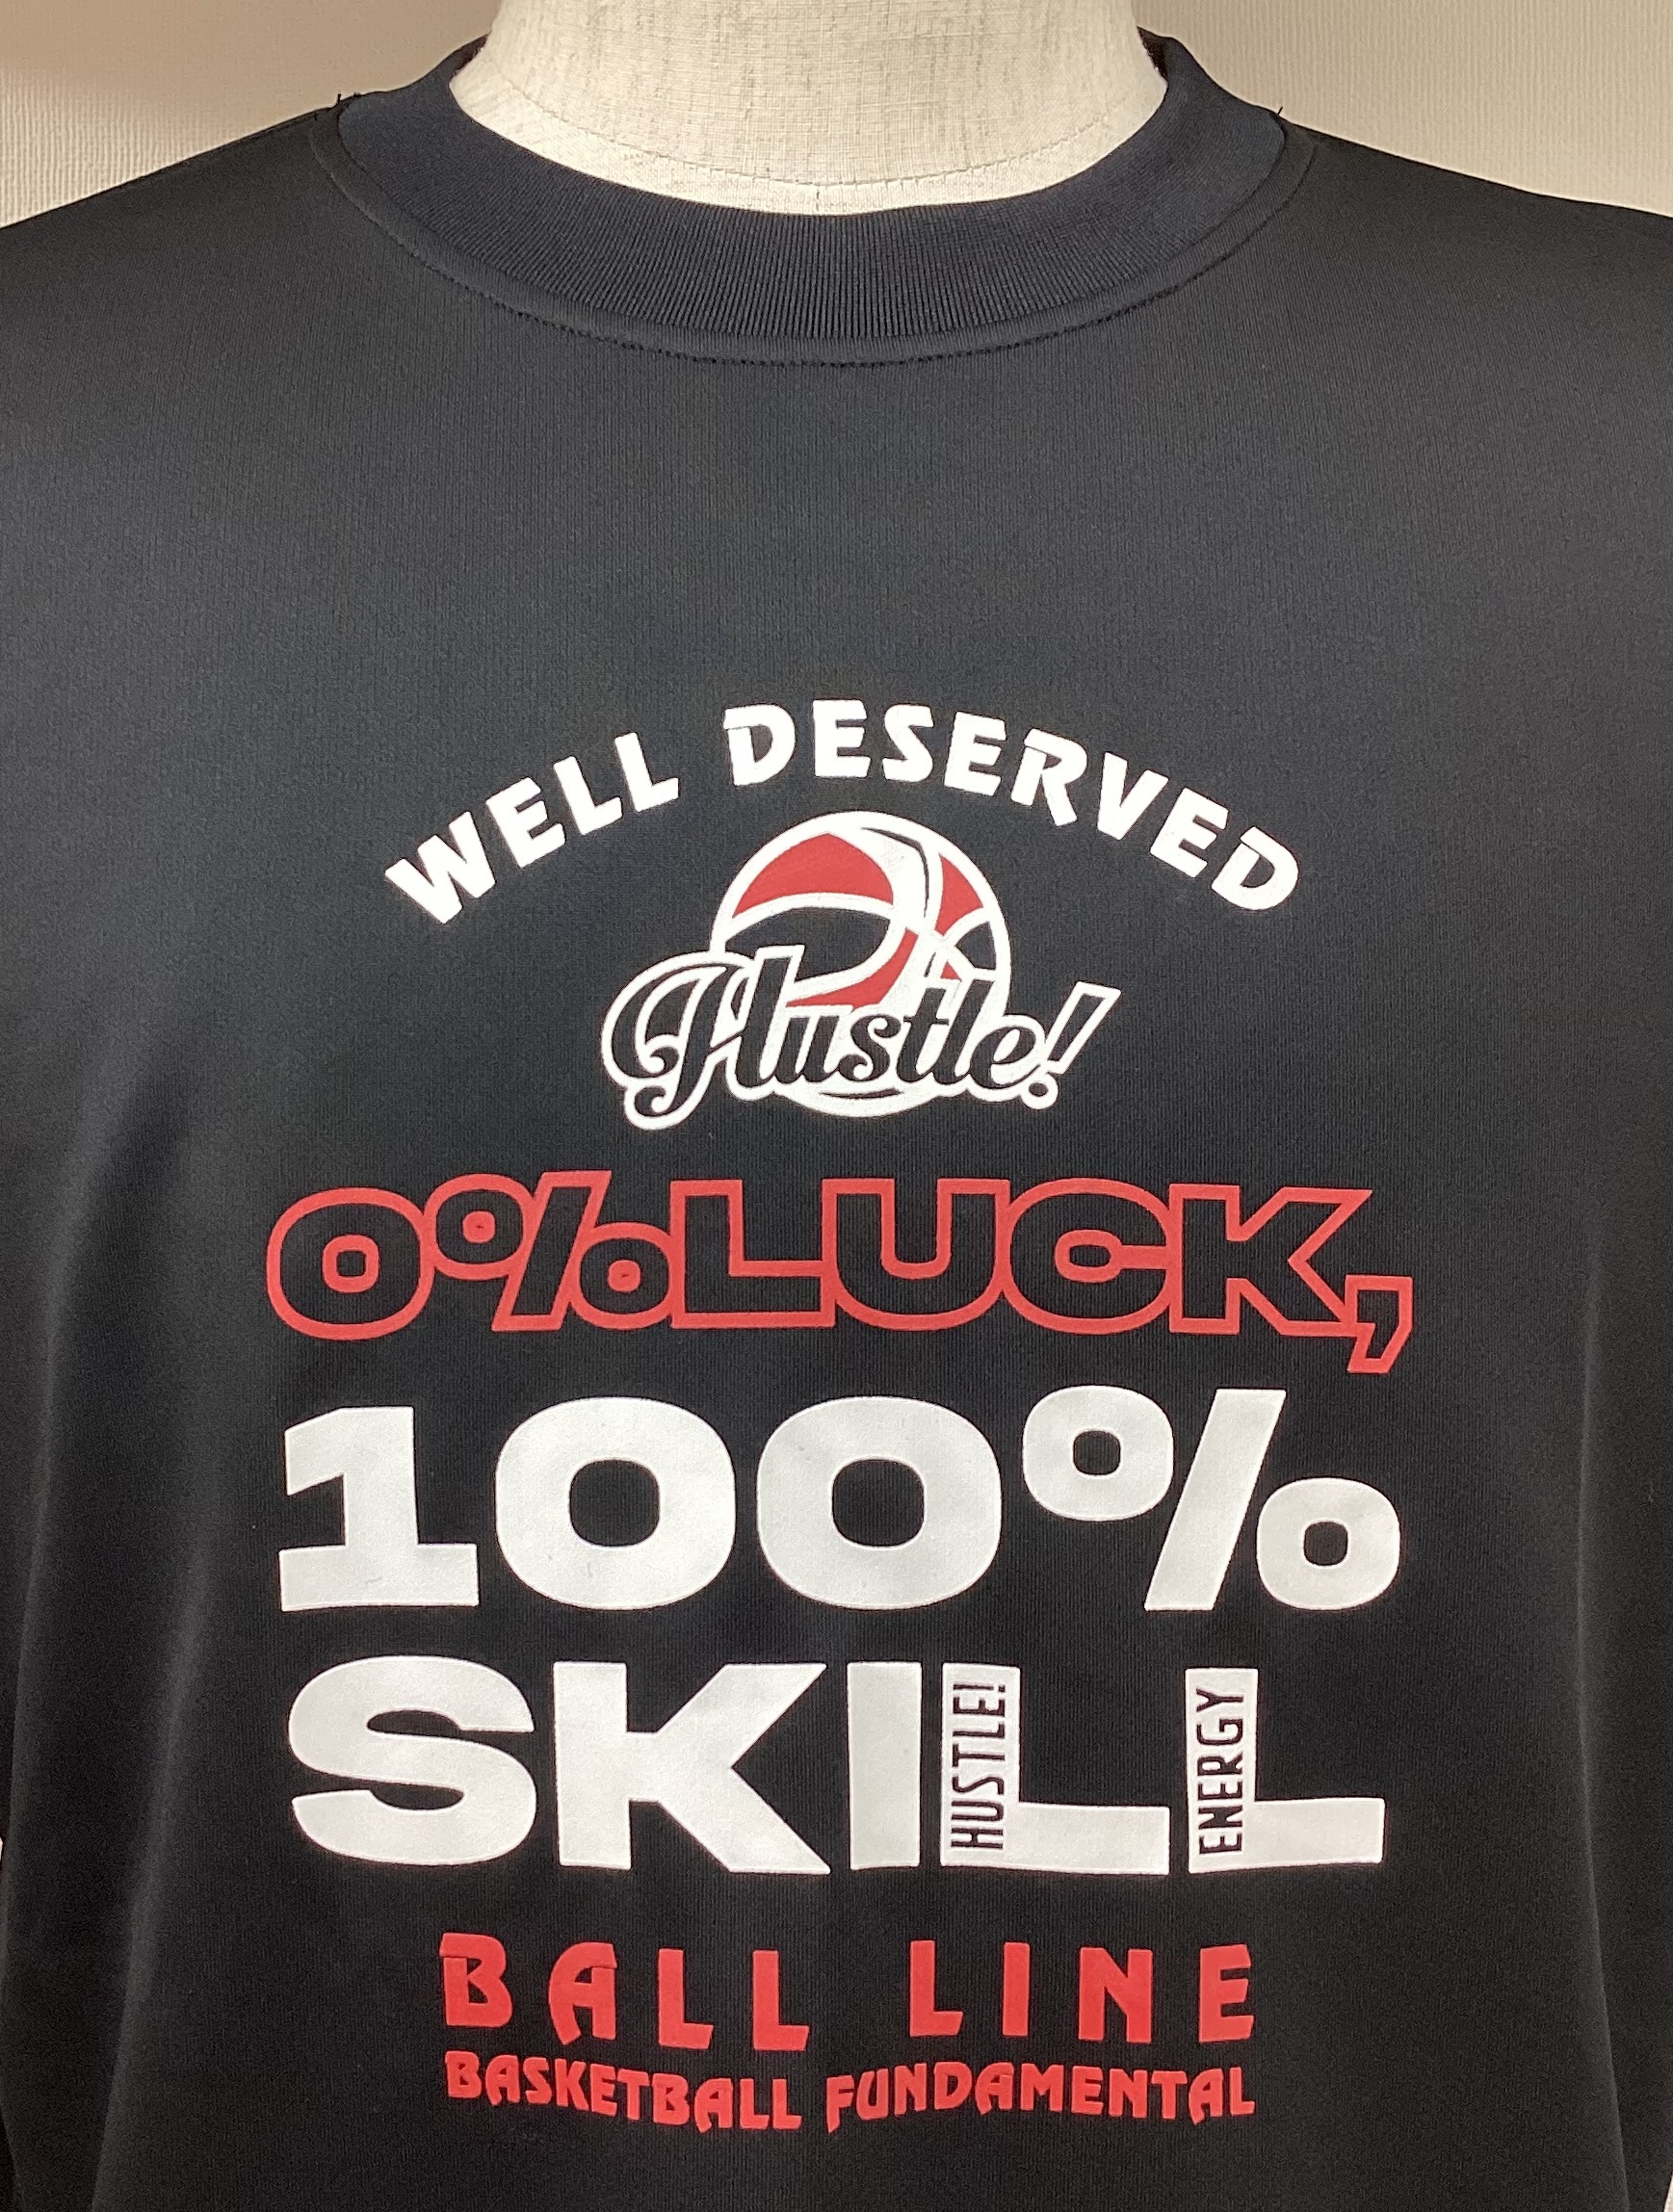 WELL DESERVED
Hustle!
0%LUCK,
100%
SKILL
HUSTLE!
ENERGY
BALL LINE
BASKETBALL FUNDAMENTAL